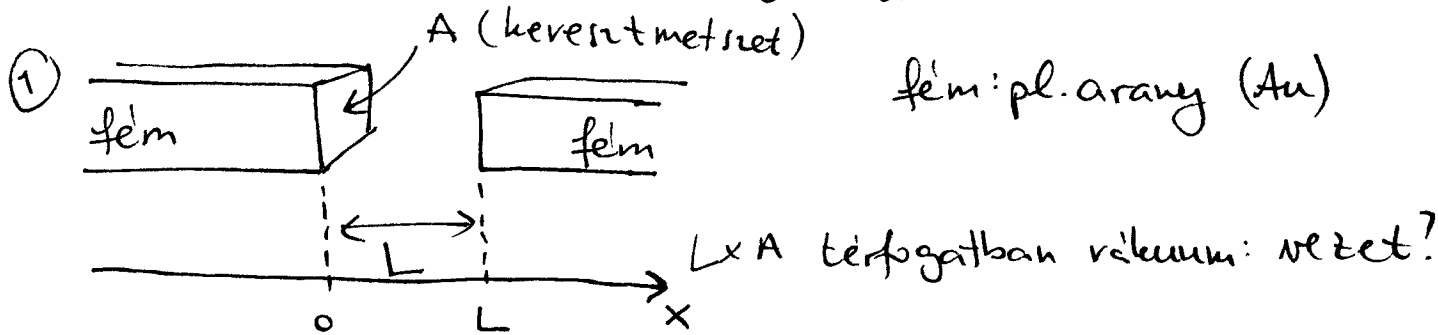 A (keresztmetszet)
①
fém
fém
fém: pl. arany (Au)
L
L×A térfogatban vákuum: vezet?
0
L
x